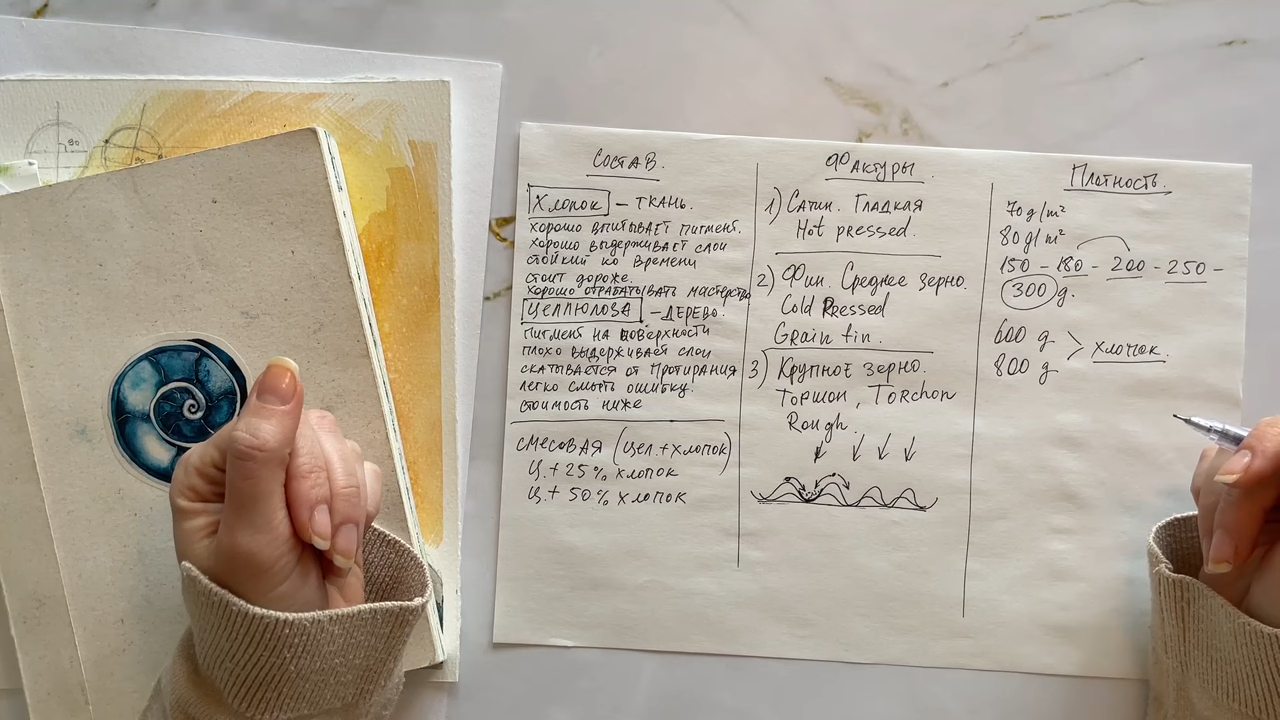 Состав.
Хлопок — ткань.
хорошо впитывает пигмент.
хорошо выдерживает слои
стойкий ко времени
стоит дороже
хорошо отрабатывать мастерство
Целлюлоза — дерево.
пигмент на поверхности
плохо выдерживает слои
скатывается от протирания
легко смыть ошибку!
стоимость ниже
смесовая (цел.+хлопок)
ц.+ 25% хлопок
ц.+ 50% хлопок
Фактуры.
1) Сатин. Гладкая
Hot pressed.
2) Фин. Среднее зерно.
Cold Pressed
Grain fin.
3) Крупное зерно.
Торшон, Torchon
Rough.
Плотность.
70 g/m²
80 g/m²
150 – 180 – 200 – 250 –
300 g.
600 g
800 g
> хлопок.
80